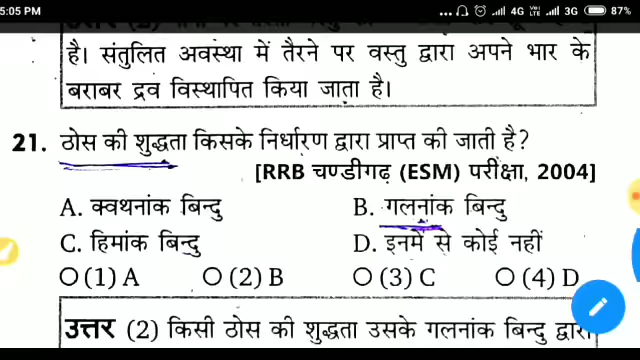 5:05 PM ... 4G VoLTE 3G 87%
है। संतुलित अवस्था में तैरने पर वस्तु द्वारा अपने भार के
बराबर द्रव विस्थापित किया जाता है।
21. ठोस की शुद्धता किसके निर्धारण द्वारा प्राप्त की जाती है?
[RRB चण्डीगढ़ (ESM) परीक्षा, 2004]
A. क्वथनांक बिन्दु B. गलनांक बिन्दु
C. हिमांक बिन्दु D. इनमें से कोई नहीं
(1) A (2) B (3) C (4) D
उत्तर (2) किसी ठोस की शुद्धता उसके गलनांक बिन्दु द्वारा